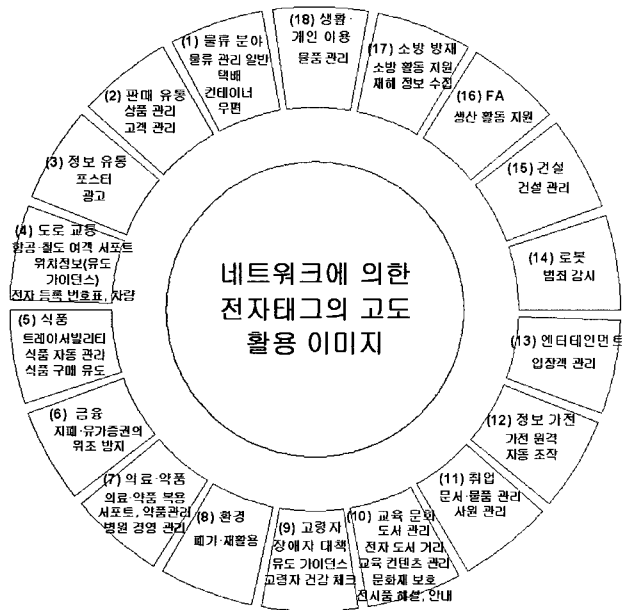 (1) 물류 분야
물류 관리 일반
택배
컨테이너
우편
(2) 판매 유통
상품 관리
고객 관리
(3) 정보 유통
포스터
광고
(4) 도로 교통
항공·철도 여객 서포트
위치정보(유도
가이던스)
전자 등록 번호표, 차량
(5) 식품
트레이서빌리티
식품 자동 관리
식품 구매 유도
(6) 금융
지폐·유가증권의
위조 방지
(7) 의료·약품
의료·약품 복용
서포트, 약품관리
병원 경영 관리
(8) 환경
폐기·재활용
(9) 고령자
장애자 대책
유도 가이던스
고령자 건강 체크
(10) 교육 문화
도서 관리
전자 도서 거리
교육 컨텐츠 관리
문화재 보호
전시품 해설, 안내
(11) 취업
문서·물품 관리
사원 관리
(12) 정보 가전
가전 원격
자동 조작
(13) 엔터테인먼트
입장객 관리
(14) 로봇
범죄 감시
(15) 건설
건설 관리
(16) FA
생산 활동 지원
(17) 소방 방재
소방 활동 지원
재해 정보 수집
(18) 생활·
개인 이용
물품 관리
네트워크에 의한
전자태그의 고도
활용 이미지